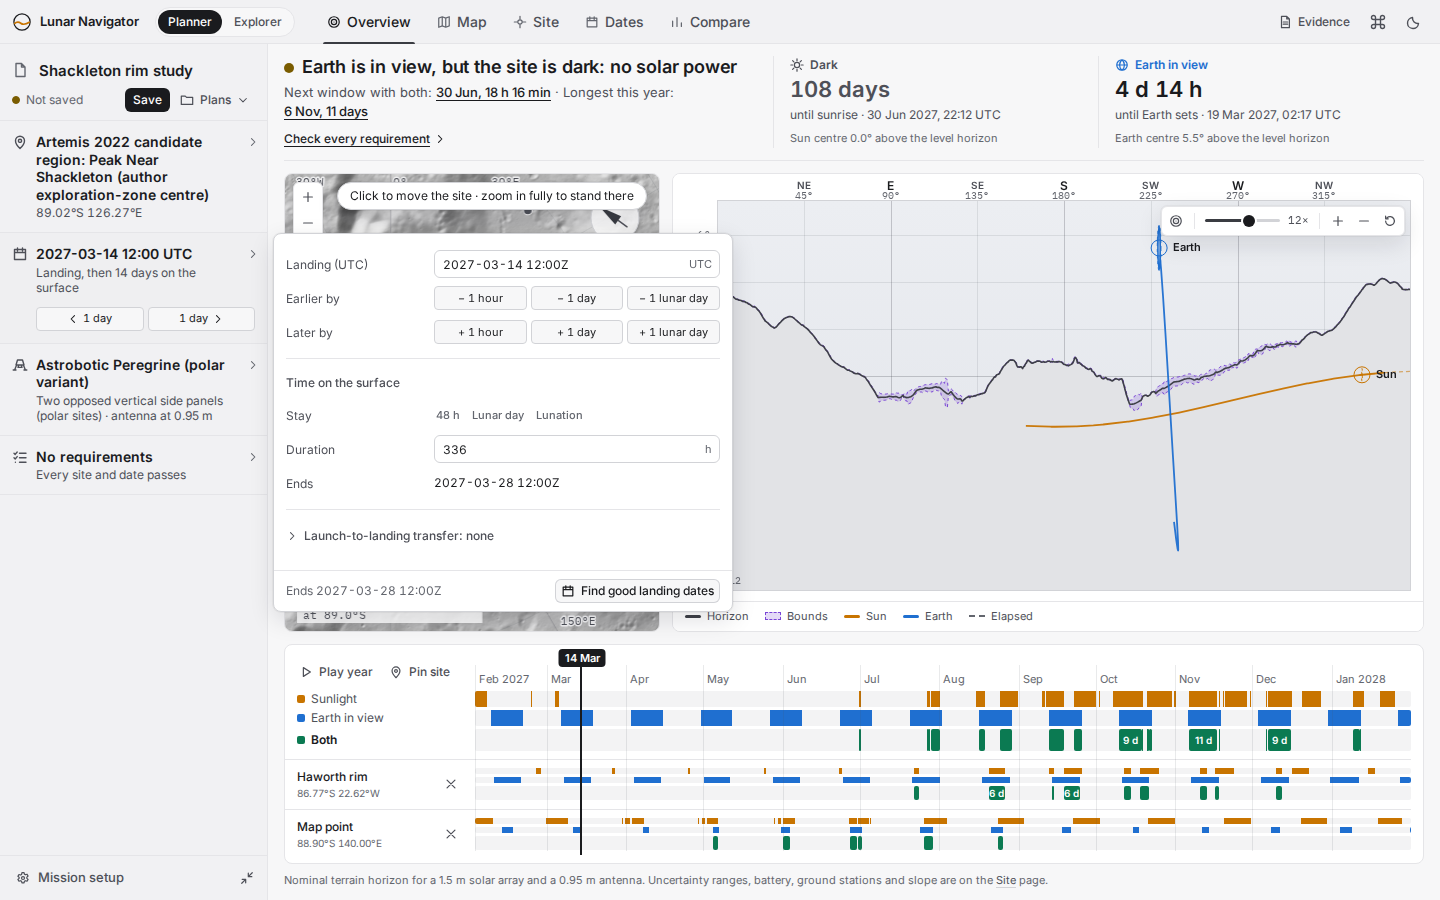 Lunar Navigator
Planner
Explorer
Overview
Map
Site
Dates
Compare
Evidence
Shackleton rim study
Not saved
Save
Plans
Artemis 2022 candidate
region: Peak Near
Shackleton (author
exploration-zone centre)
89.02°S 126.27°E
2027-03-14 12:00 UTC
Landing, then 14 days on the
surface
1 day
1 day
Astrobotic Peregrine (polar
variant)
Two opposed vertical side panels
(polar sites) · antenna at 0.95 m
No requirements
Every site and date passes
Mission setup
Earth is in view, but the site is dark: no solar power
Next window with both: 30 Jun, 18 h 16 min · Longest this year:
6 Nov, 11 days
Check every requirement
Dark
108 days
until sunrise · 30 Jun 2027, 22:12 UTC
Sun centre 0.0° above the level horizon
Earth in view
4 d 14 h
until Earth sets · 19 Mar 2027, 02:17 UTC
Earth centre 5.5° above the level horizon
Click to move the site · zoom in fully to stand there
Landing (UTC)
2027-03-14 12:00Z UTC
Earlier by
− 1 hour
− 1 day
− 1 lunar day
Later by
+ 1 hour
+ 1 day
+ 1 lunar day
Time on the surface
Stay
48 h
Lunar day
Lunation
Duration
336 h
Ends
2027-03-28 12:00Z
Launch-to-landing transfer: none
Ends 2027-03-28 12:00Z
Find good landing dates
at 89.0°S
150°E
NE E SE S SW W NW
45° 90° 135° 180° 225° 270° 315°
12×
Earth
Sun
Horizon
Bounds
Sun
Earth
Elapsed
Play year
Pin site
14 Mar
Feb 2027 Mar Apr May Jun Jul Aug Sep Oct Nov Dec Jan 2028
Sunlight
Earth in view
Both
9 d 11 d 9 d
Haworth rim
86.77°S 22.62°W
6 d 6 d
Map point
88.90°S 140.00°E
Nominal terrain horizon for a 1.5 m solar array and a 0.95 m antenna. Uncertainty ranges, battery, ground stations and slope are on the Site page.